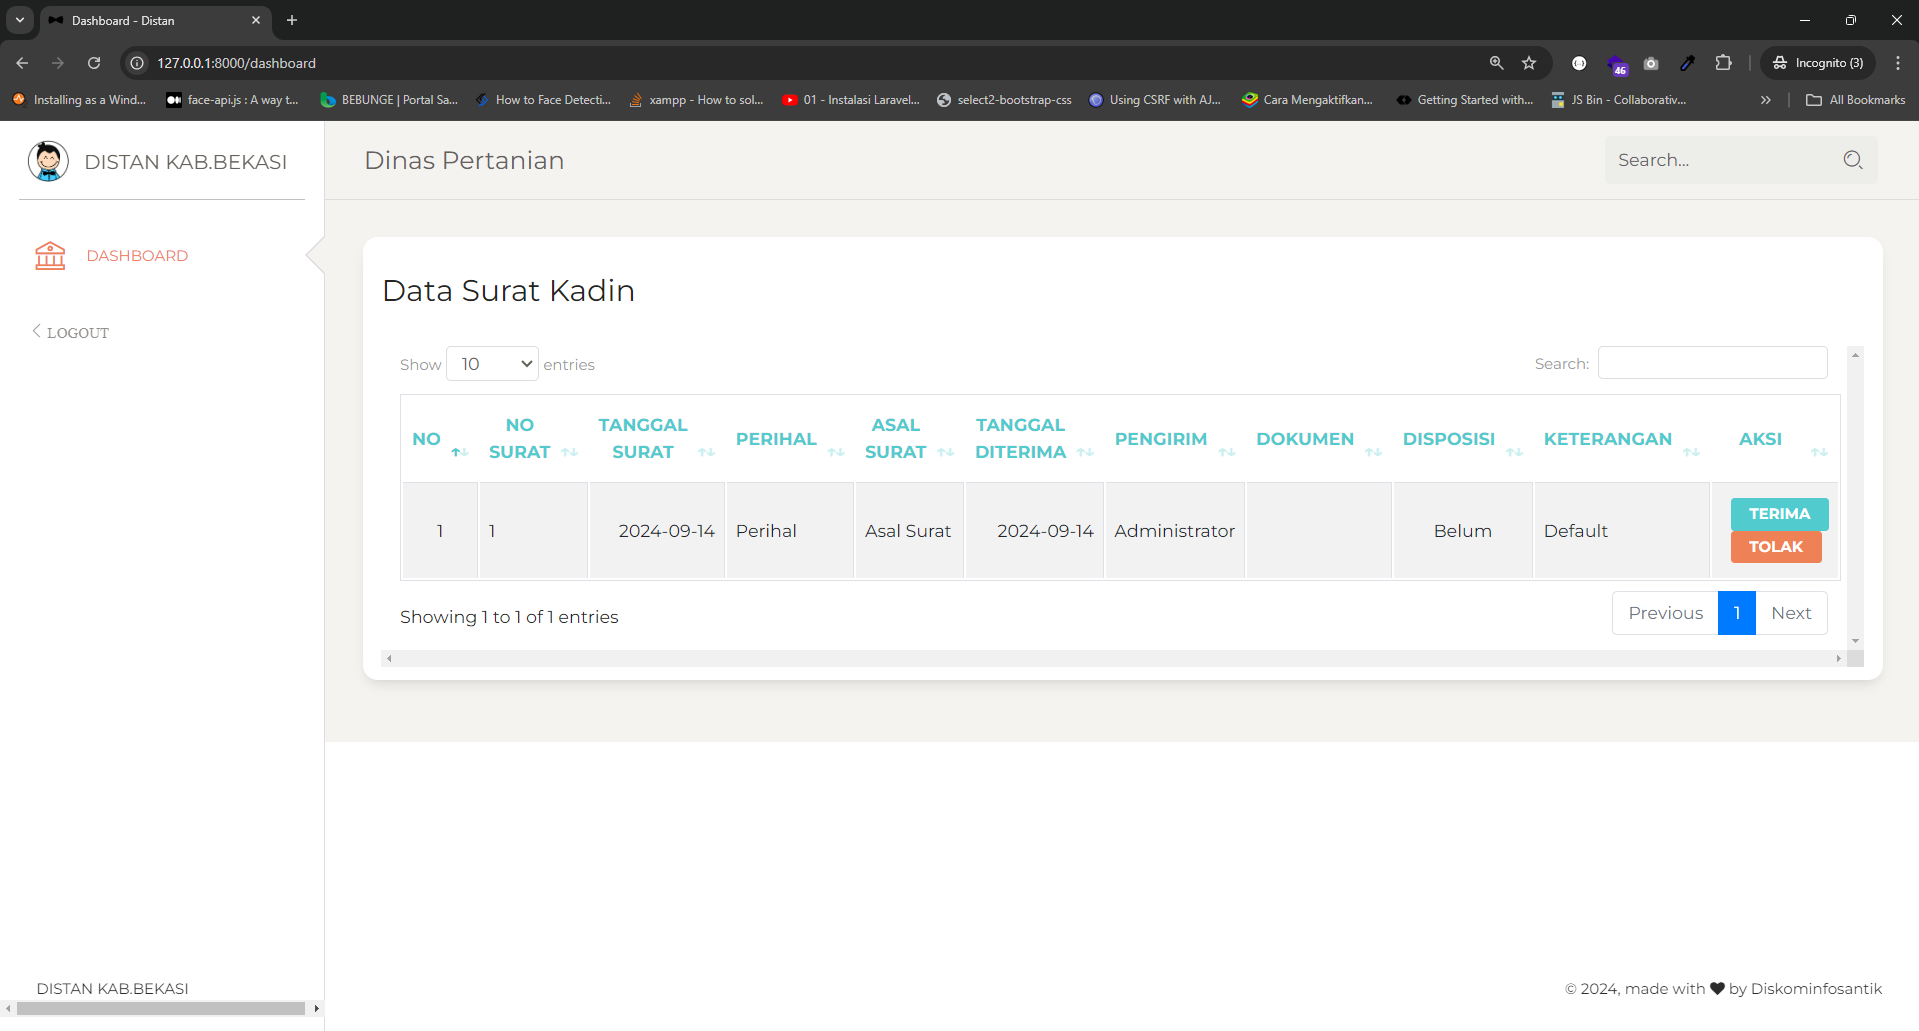 Dashboard - Distan
127.0.0.1:8000/dashboard
46
Incognito (3)
Installing as a Wind...
face-api.js : A way t...
BEBUNGE | Portal Sa...
How to Face Detecti...
xampp - How to sol...
01 - Instalasi Laravel...
select2-bootstrap-css
Using CSRF with AJ...
Cara Mengaktifkan...
Getting Started with...
JS Bin - Collaborativ...
All Bookmarks
DISTAN KAB.BEKASI
Dinas Pertanian
Search...
DASHBOARD
LOGOUT
Data Surat Kadin
Show 10 entries
Search:
NO
NO SURAT
TANGGAL SURAT
PERIHAL
ASAL SURAT
TANGGAL DITERIMA
PENGIRIM
DOKUMEN
DISPOSISI
KETERANGAN
AKSI
1
1
2024-09-14
Perihal
Asal Surat
2024-09-14
Administrator
Belum
Default
TERIMA
TOLAK
Showing 1 to 1 of 1 entries
Previous
1
Next
DISTAN KAB.BEKASI
© 2024, made with ♥ by Diskominfosantik